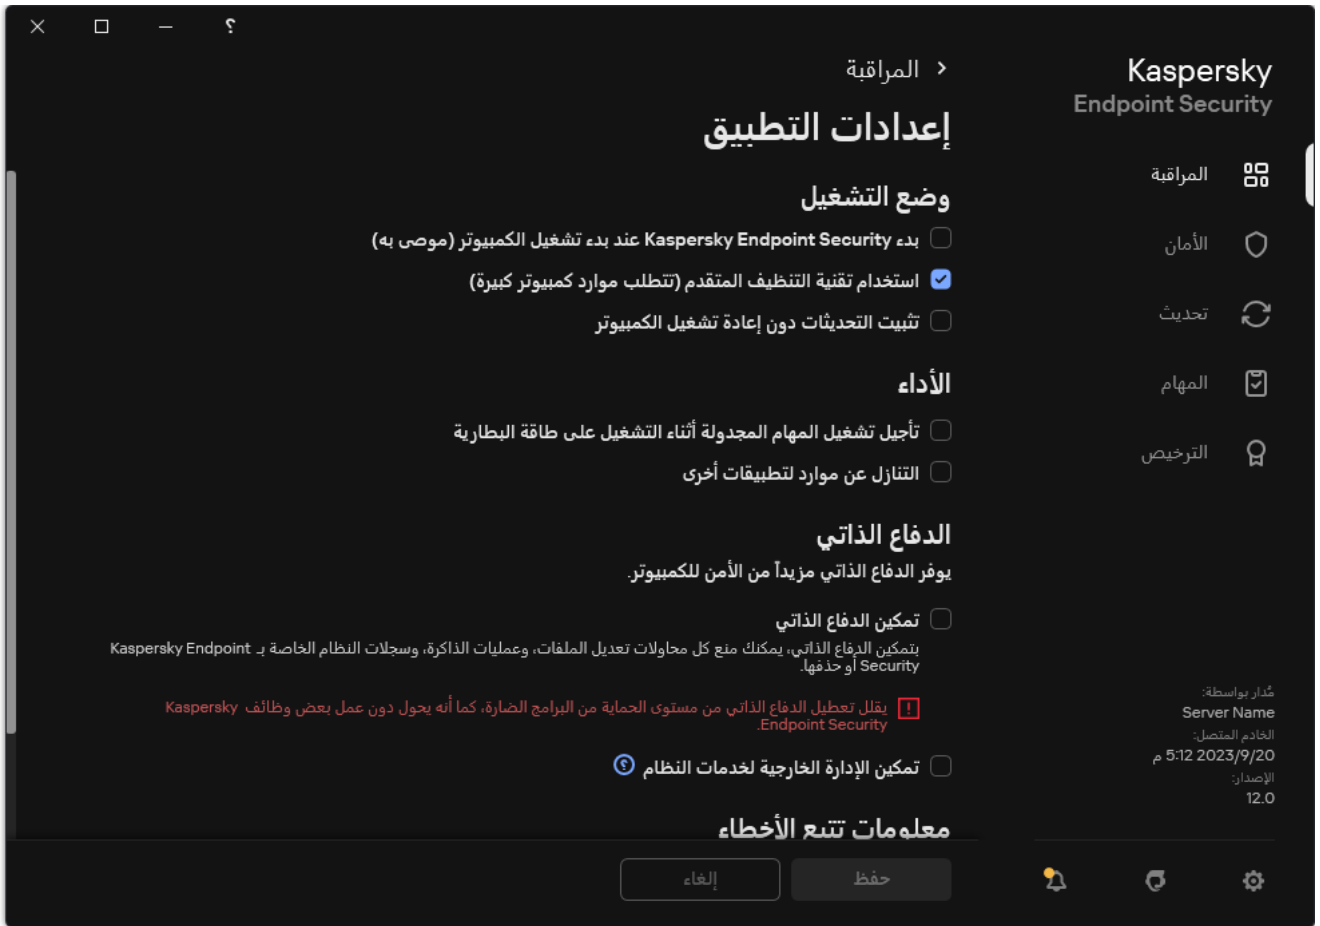 ؟
المراقبة
إعدادات التطبيق
وضع التشغيل
بدء Kaspersky Endpoint Security عند بدء تشغيل الكمبيوتر (موصى به)
استخدام تقنية التنظيف المتقدم (تتطلب موارد كمبيوتر كبيرة)
تثبيت التحديثات دون إعادة تشغيل الكمبيوتر
الأداء
تأجيل تشغيل المهام المجدولة أثناء التشغيل على طاقة البطارية
التنازل عن موارد لتطبيقات أخرى
الدفاع الذاتي
يوفر الدفاع الذاتي مزيداً من الأمن للكمبيوتر.
تمكين الدفاع الذاتي
بتمكين الدفاع الذاتي، يمكنك منع كل محاولات تعديل الملفات، وعمليات الذاكرة، وسجلات النظام الخاصة بـ Kaspersky Endpoint
Security أو حذفها.
يقلل تعطيل الدفاع الذاتي من مستوى الحماية من البرامج الضارة، كما أنه يحول دون عمل بعض وظائف Kaspersky
Endpoint Security.
تمكين الإدارة الخارجية لخدمات النظام ؟
معلومات تتبع الأخطاء
حفظ
إلغاء
Kaspersky
Endpoint Security
المراقبة
الأمان
تحديث
المهام
الترخيص
مُدار بواسطة:
Server Name
الخادم المتصل:
2023/9/20 5:12 م
الإصدار:
12.0